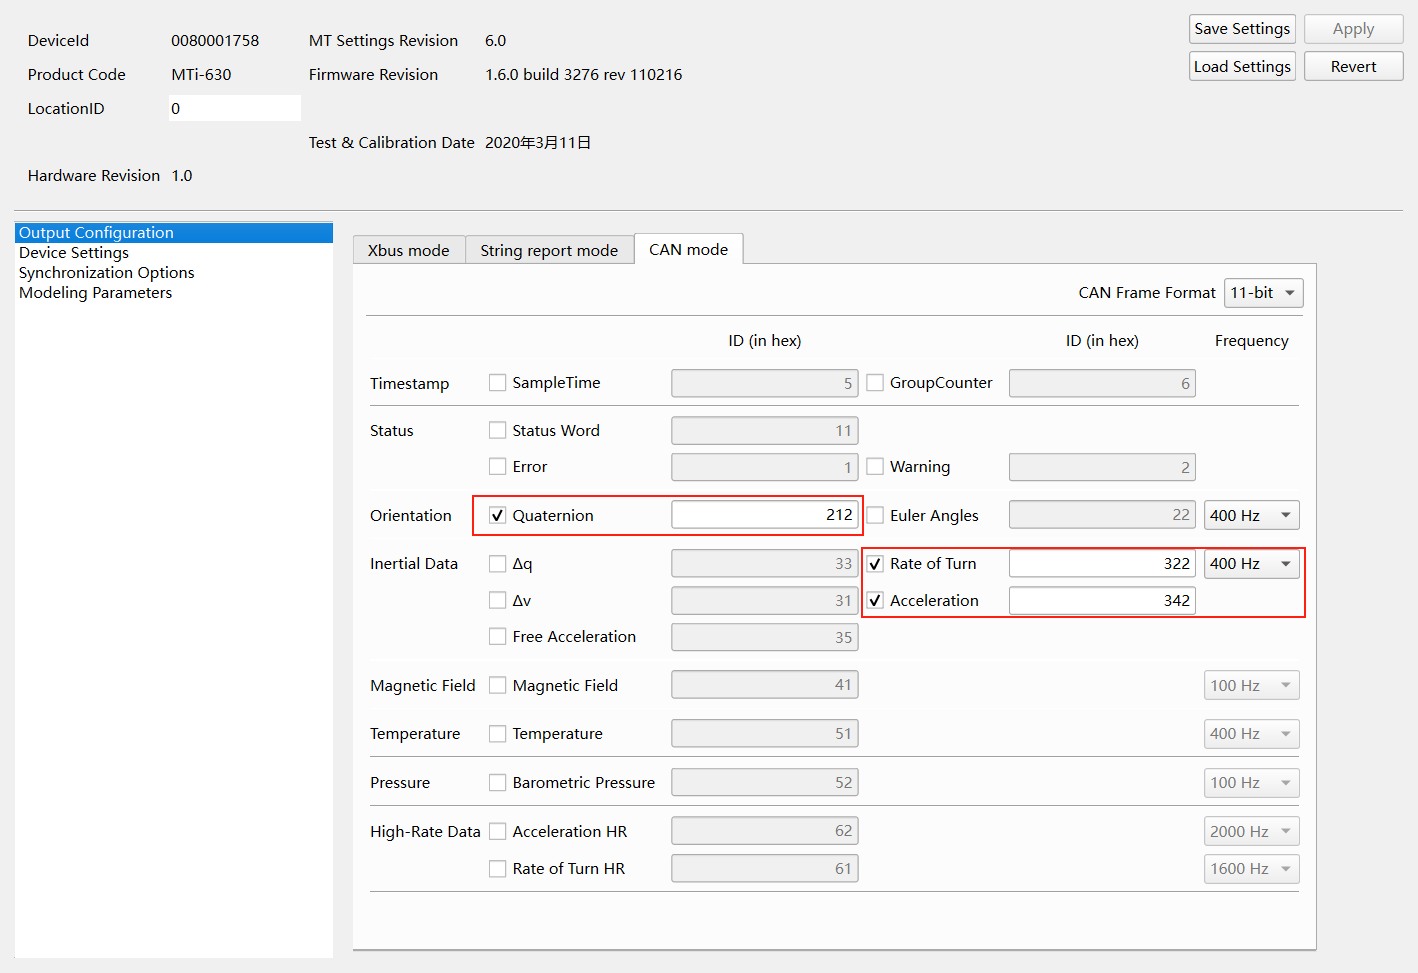 DeviceId 0080001758 MT Settings Revision 6.0 Save Settings Apply
Product Code MTi-630 Firmware Revision 1.6.0 build 3276 rev 110216 Load Settings Revert
LocationID 0
Test & Calibration Date 2020年3月11日
Hardware Revision 1.0
Output Configuration
Device Settings
Synchronization Options
Modeling Parameters
Xbus mode String report mode CAN mode
CAN Frame Format 11-bit
ID (in hex) ID (in hex) Frequency
Timestamp SampleTime 5 GroupCounter 6
Status Status Word 11
Error 1 Warning 2
Orientation Quaternion 212 Euler Angles 22 400 Hz
Inertial Data Δq 33 Rate of Turn 322 400 Hz
Δv 31 Acceleration 342
Free Acceleration 35
Magnetic Field Magnetic Field 41 100 Hz
Temperature Temperature 51 400 Hz
Pressure Barometric Pressure 52 100 Hz
High-Rate Data Acceleration HR 62 2000 Hz
Rate of Turn HR 61 1600 Hz